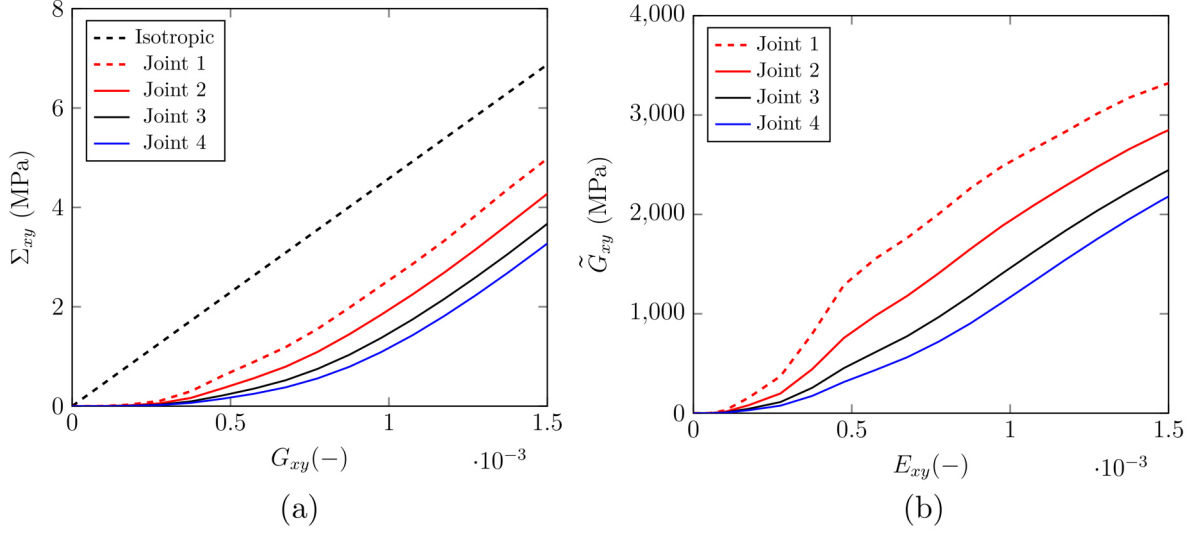 8
6
4
2
0
Σxy (MPa)
Isotropic
Joint 1
Joint 2
Joint 3
Joint 4
0 0.5 1 1.5
Gxy(−) ·10⁻³
(a)
4,000
3,000
2,000
1,000
0
G̃xy (MPa)
Joint 1
Joint 2
Joint 3
Joint 4
0 0.5 1 1.5
Exy(−) ·10⁻³
(b)